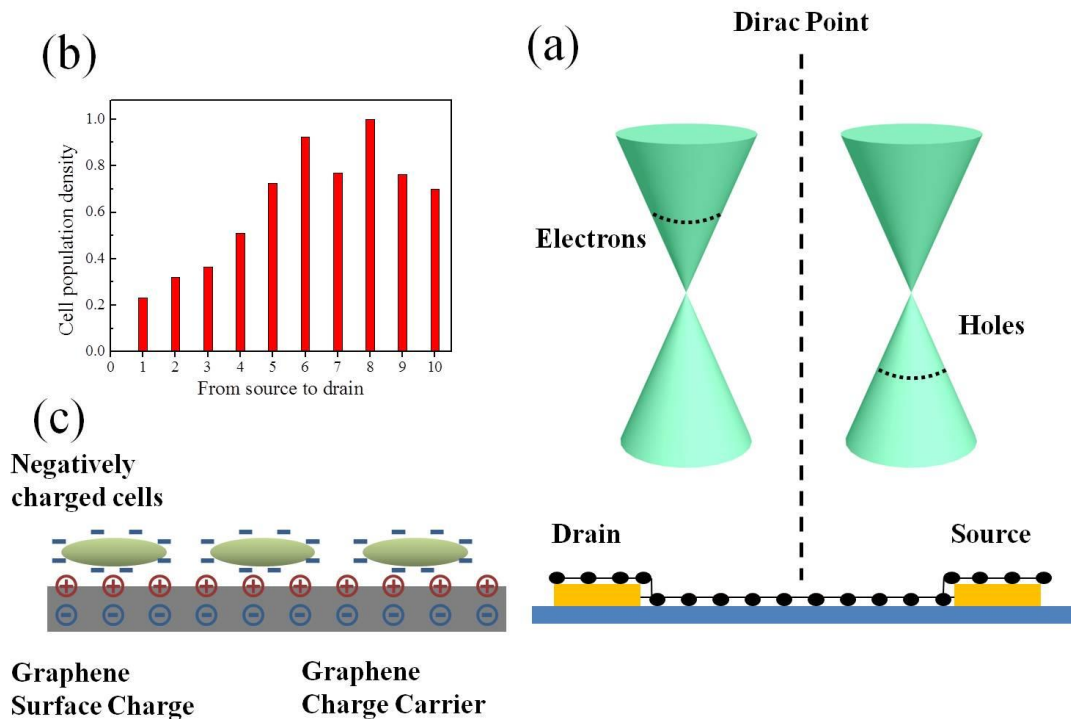 (b)
Cell population density
1.0
0.8
0.6
0.4
0.2
0.0
0 1 2 3 4 5 6 7 8 9 10
From source to drain
(a)
Dirac Point
Electrons
Holes
Drain
Source
(c)
Negatively
charged cells
Graphene
Surface Charge
Graphene
Charge Carrier